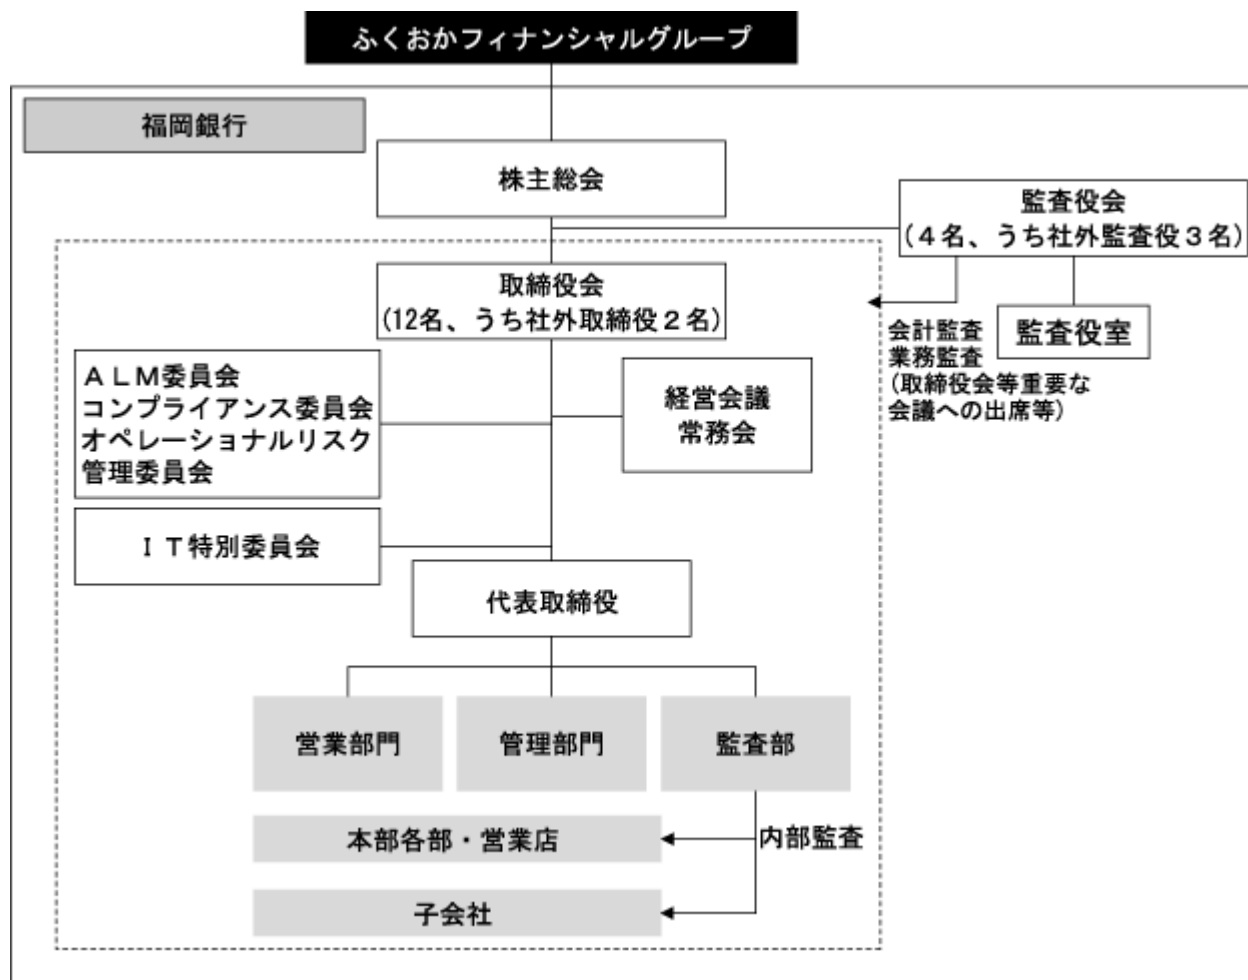 ふくおかフィナンシャルグループ
福岡銀行
株主総会
監査役会
(４名、うち社外監査役３名)
取締役会
(12名、うち社外取締役２名)
会計監査
業務監査
(取締役会等重要な
会議への出席等)
監査役室
ＡＬＭ委員会
コンプライアンス委員会
オペレーショナルリスク
管理委員会
経営会議
常務会
ＩＴ特別委員会
代表取締役
営業部門
管理部門
監査部
本部各部・営業店
内部監査
子会社